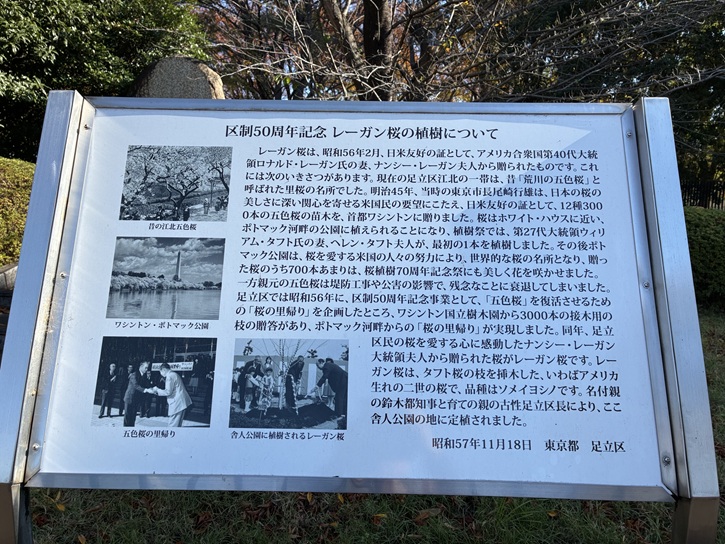 区制50周年記念 レーガン桜の植樹について
レーガン桜は、昭和56年2月、日米友好の証として、アメリカ合衆国第40代大統
領ロナルド・レーガン氏の妻、ナンシー・レーガン夫人から贈られたものです。これ
には次のいきさつがあります。現在の足立区江北の一帯は、昔「荒川の五色桜」と
呼ばれた里桜の名所でした。明治45年、当時の東京市長尾崎行雄は、日本の桜の
美しさに深い関心を寄せる米国民の要望にこたえ、日米友好の証として、12種300
0本の五色桜の苗木を、首都ワシントンに贈りました。桜はホワイト・ハウスに近い、
ポトマック河畔の公園に植えられることになり、植樹祭では、第27代大統領ウィリ
アム・タフト氏の妻、ヘレン・タフト夫人が、最初の1本を植樹しました。その後ポト
マック公園は、桜を愛する米国の人々の努力により、世界的な桜の名所となり、贈っ
た桜のうち700本あまりは、桜植樹70周年記念祭にも美しく花を咲かせました。
一方親元の五色桜は堤防工事や公害の影響で、残念なことに衰退してしまいました。
足立区では昭和56年に、区制50周年記念事業として、「五色桜」を復活させるため
の「桜の里帰り」を企画したところ、ワシントン国立樹木園から3000本の接木用の
枝の贈答があり、ポトマック河畔からの「桜の里帰り」が実現しました。同年、足立
区民の桜を愛する心に感動したナンシー・レーガン
大統領夫人から贈られた桜がレーガン桜です。レー
ガン桜は、タフト桜の枝を挿木した、いわばアメリカ
生れの二世の桜で、品種はソメイヨシノです。名付親
の鈴木都知事と育ての親の古性足立区長により、ここ
舎人公園の地に定植されました。
昭和57年11月18日 東京都 足立区
昔の江北五色桜
ワシントン・ポトマック公園
五色桜の里帰り
舎人公園に植樹されるレーガン桜